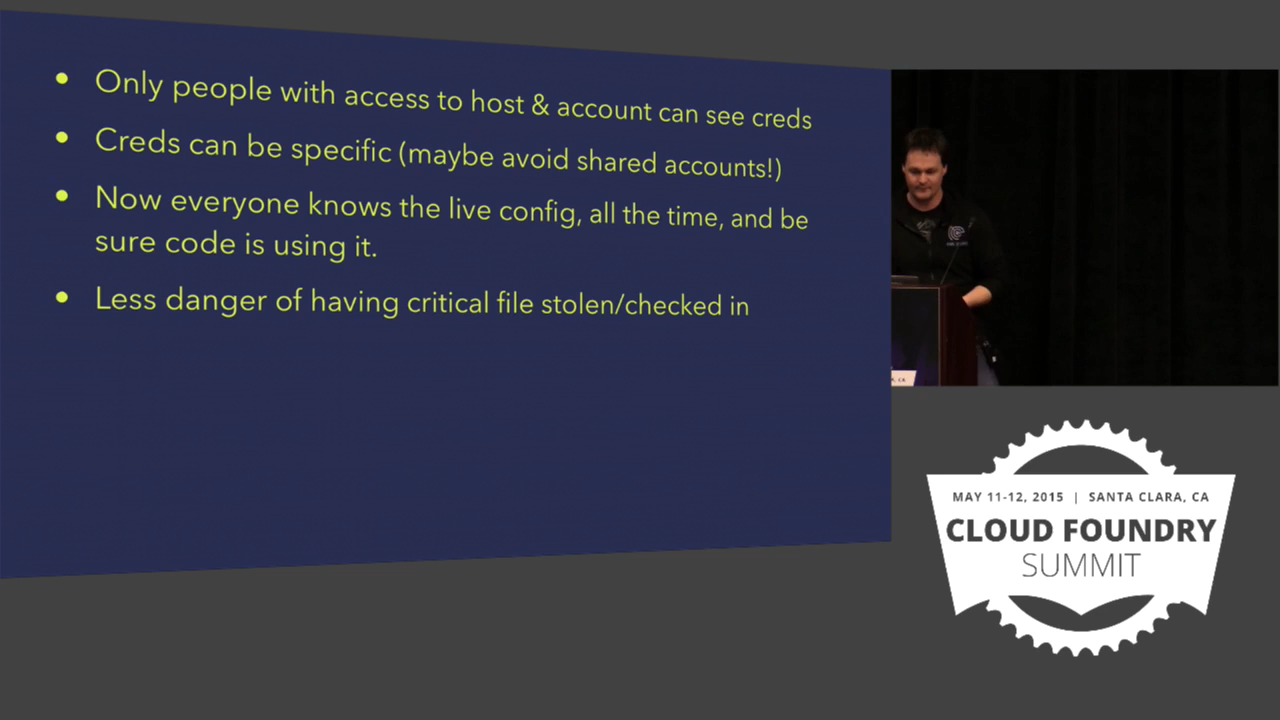 • Only people with access to host & account can see creds
• Creds can be specific (maybe avoid shared accounts!)
• Now everyone knows the live config, all the time, and be
sure code is using it.
• Less danger of having critical file stolen/checked in
MAY 11-12, 2015 | SANTA CLARA, CA
CLOUD FOUNDRY
SUMMIT